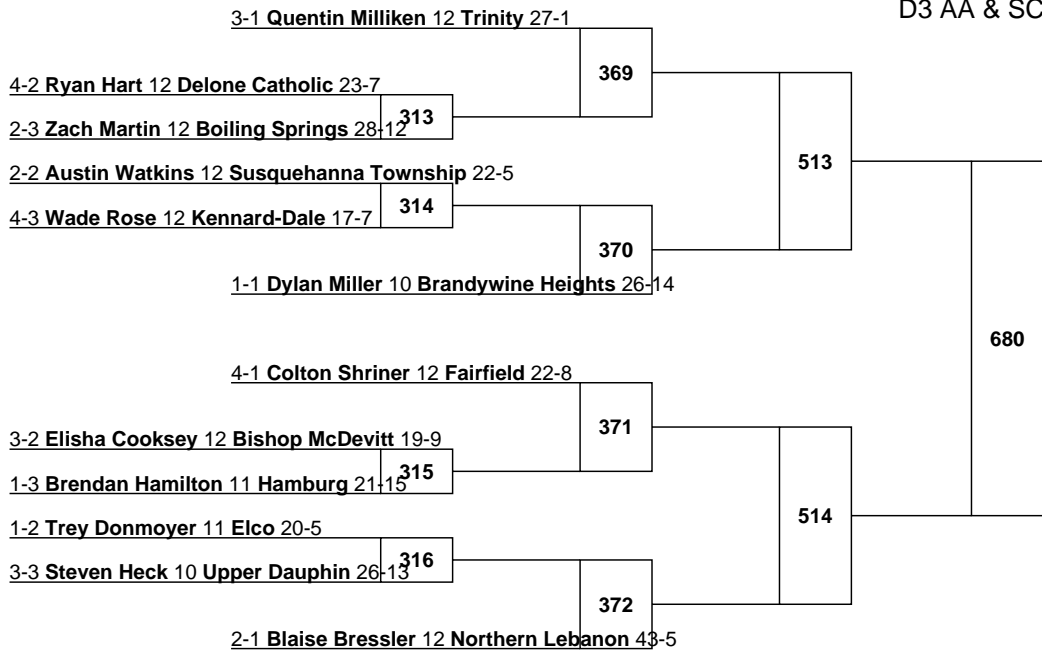 D3 AA & SC
3-1 Quentin Milliken 12 Trinity 27-1
369
4-2 Ryan Hart 12 Delone Catholic 23-7
313
2-3 Zach Martin 12 Boiling Springs 28-12
513
2-2 Austin Watkins 12 Susquehanna Township 22-5
314
4-3 Wade Rose 12 Kennard-Dale 17-7
370
1-1 Dylan Miller 10 Brandywine Heights 26-14
680
4-1 Colton Shriner 12 Fairfield 22-8
371
3-2 Elisha Cooksey 12 Bishop McDevitt 19-9
315
1-3 Brendan Hamilton 11 Hamburg 21-15
514
1-2 Trey Donmoyer 11 Elco 20-5
316
3-3 Steven Heck 10 Upper Dauphin 26-13
372
2-1 Blaise Bressler 12 Northern Lebanon 43-5